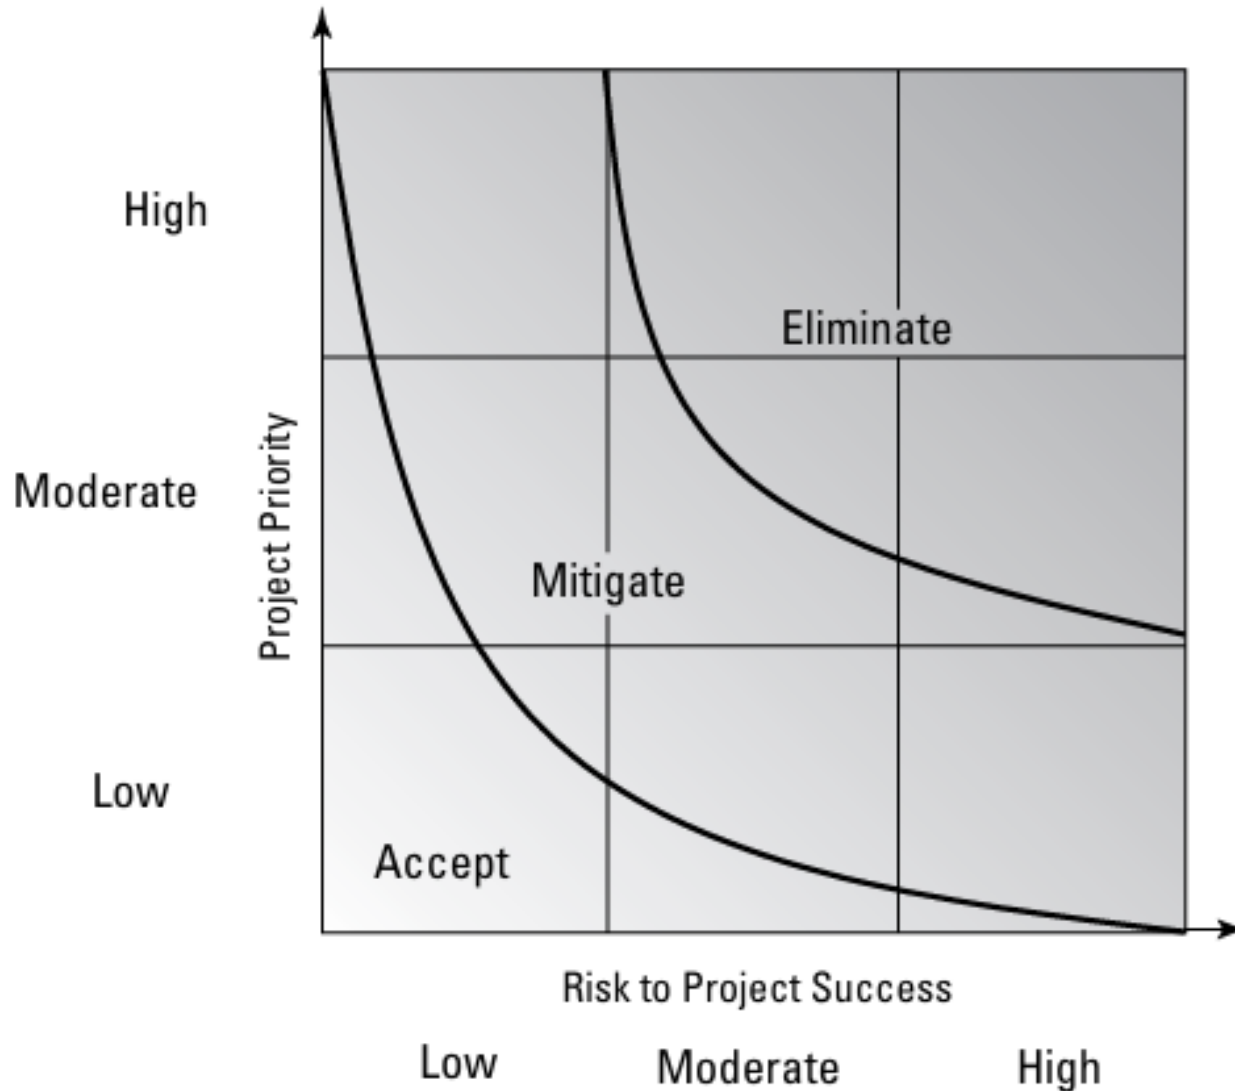 High
Eliminate
Moderate
Project Priority
Mitigate
Low
Accept
Risk to Project Success
Low
Moderate
High